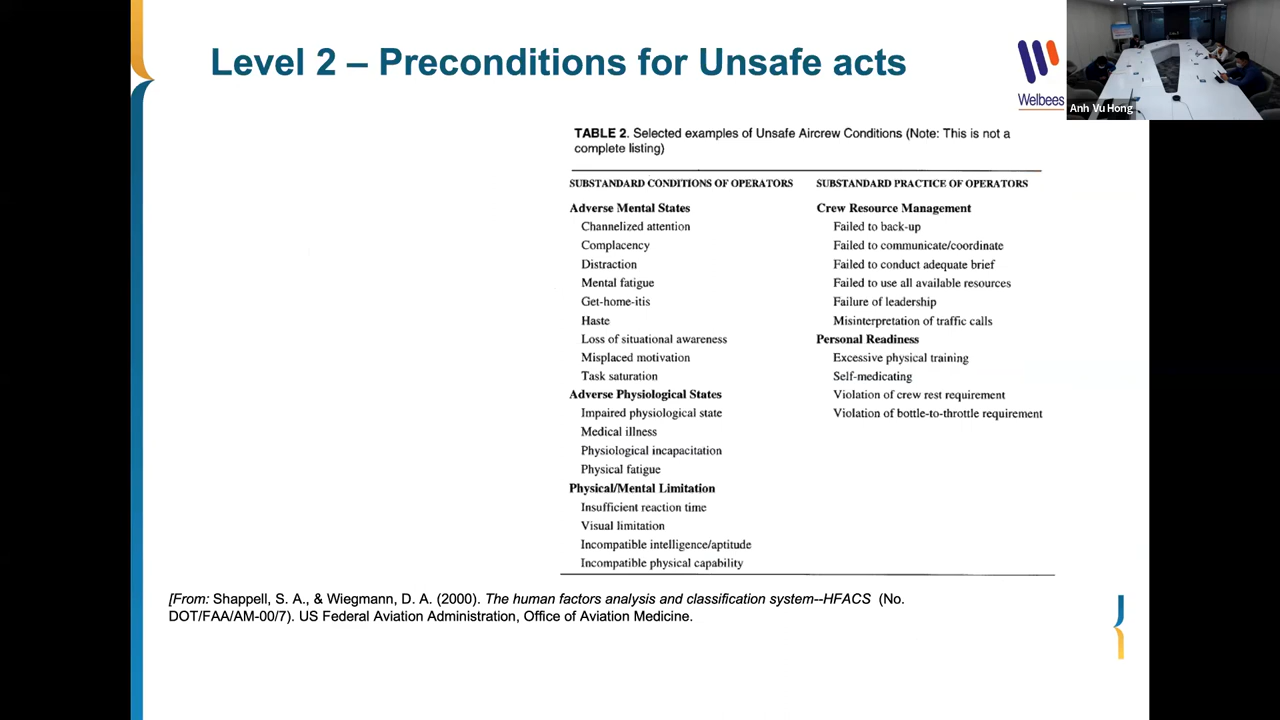 Level 2 – Preconditions for Unsafe acts
Welbees
Anh Vu Hong
TABLE 2. Selected examples of Unsafe Aircrew Conditions (Note: This is not a
complete listing)
SUBSTANDARD CONDITIONS OF OPERATORS
Adverse Mental States
Channelized attention
Complacency
Distraction
Mental fatigue
Get-home-itis
Haste
Loss of situational awareness
Misplaced motivation
Task saturation
Adverse Physiological States
Impaired physiological state
Medical illness
Physiological incapacitation
Physical fatigue
Physical/Mental Limitation
Insufficient reaction time
Visual limitation
Incompatible intelligence/aptitude
Incompatible physical capability
SUBSTANDARD PRACTICE OF OPERATORS
Crew Resource Management
Failed to back-up
Failed to communicate/coordinate
Failed to conduct adequate brief
Failed to use all available resources
Failure of leadership
Misinterpretation of traffic calls
Personal Readiness
Excessive physical training
Self-medicating
Violation of crew rest requirement
Violation of bottle-to-throttle requirement
[From: Shappell, S. A., & Wiegmann, D. A. (2000). The human factors analysis and classification system--HFACS (No.
DOT/FAA/AM-00/7). US Federal Aviation Administration, Office of Aviation Medicine.